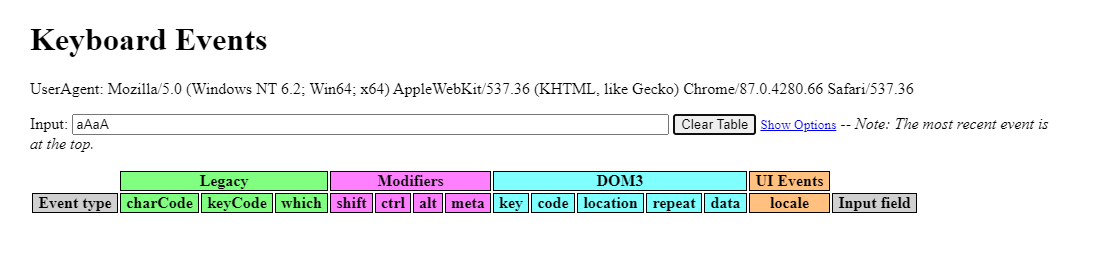 Keyboard Events
UserAgent: Mozilla/5.0 (Windows NT 6.2; Win64; x64) AppleWebKit/537.36 (KHTML, like Gecko) Chrome/87.0.4280.66 Safari/537.36
Input: aAaA Clear Table Show Options -- Note: The most recent event is
at the top.
Legacy Modifiers DOM3 UI Events
Event type charCode keyCode which shift ctrl alt meta key code location repeat data locale Input field